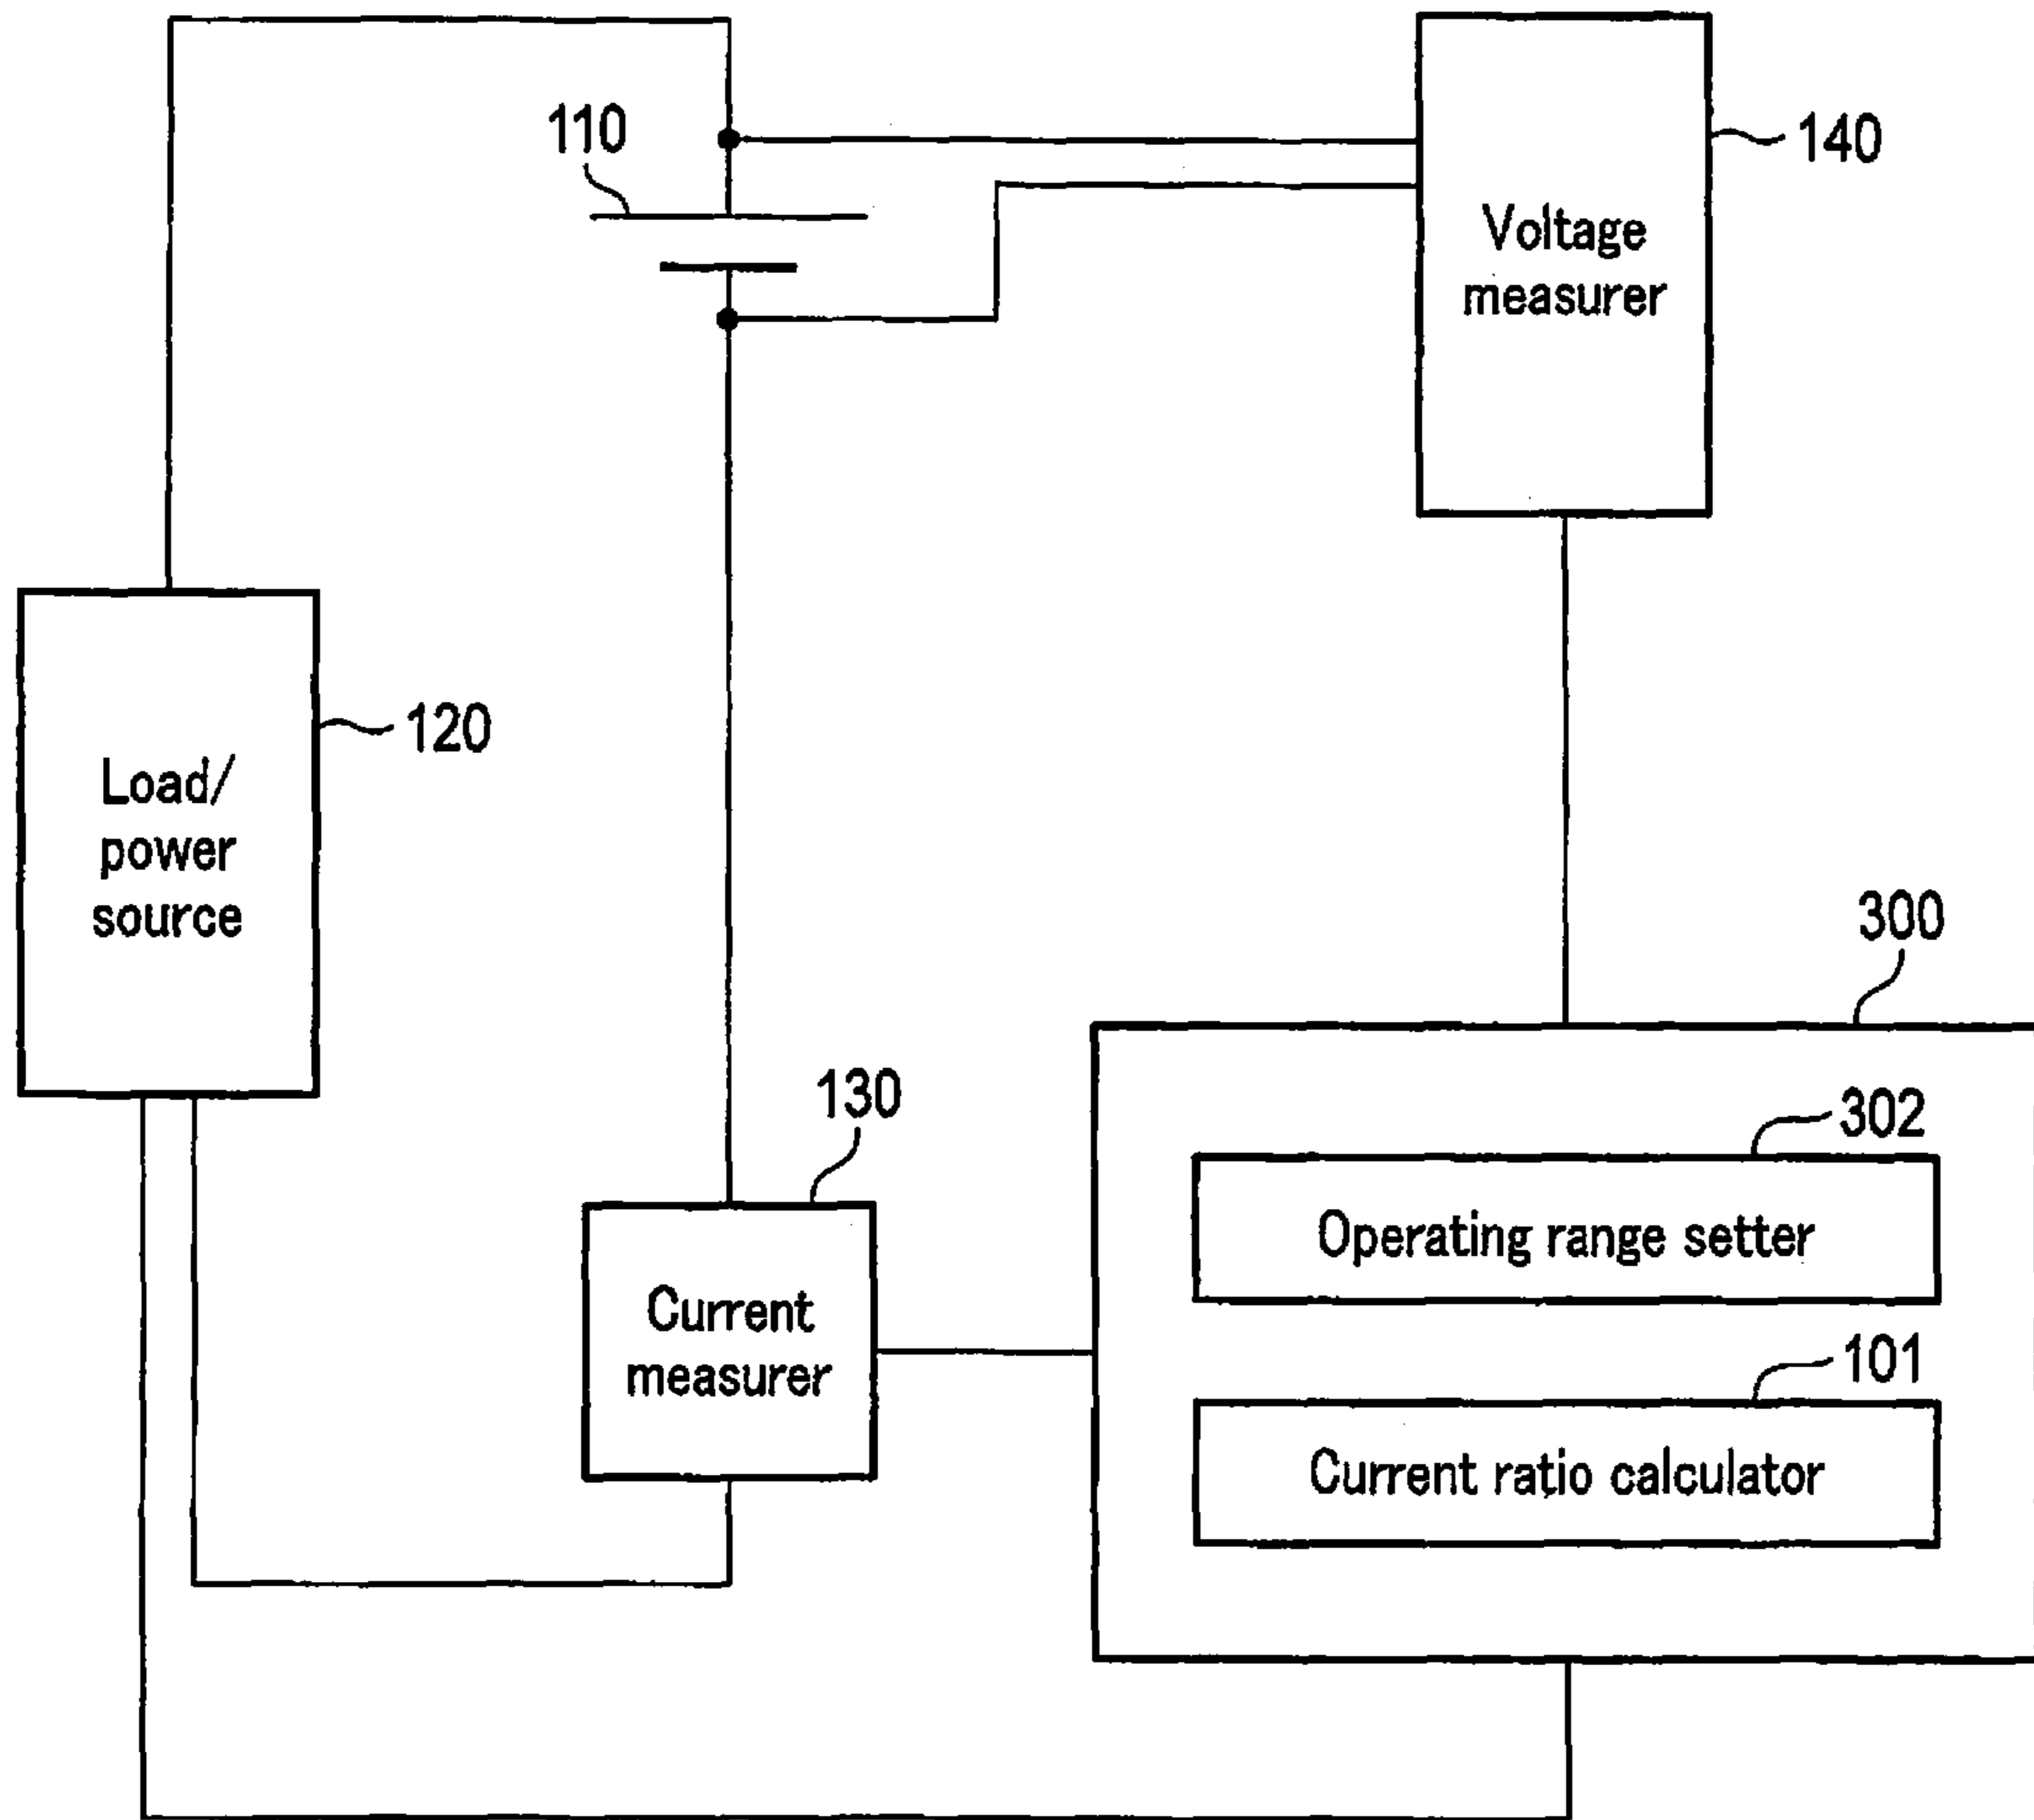 110
140
Voltage
measurer
120
Load/
power
source
300
130
302
Operating range setter
Current
measurer
101
Current ratio calculator